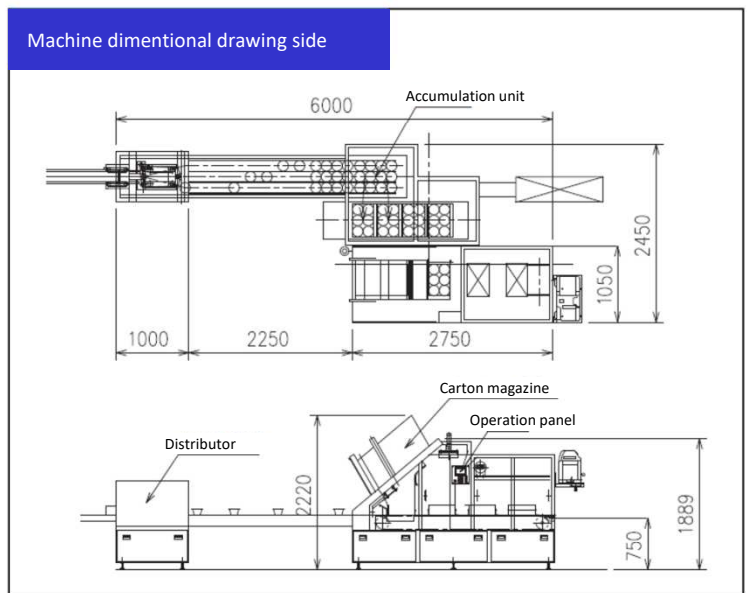 Machine dimentional drawing side
Accumulation unit
6000
2450
1050
1000
2250
2750
Carton magazine
Operation panel
Distributor
2220
1889
750